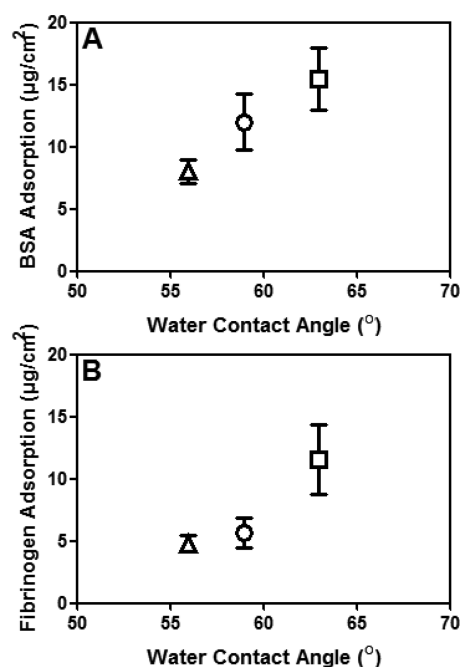 A
BSA Adsorption (µg/cm²)
20
15
10
5
0
50 55 60 65 70
Water Contact Angle (°)
B
Fibrinogen Adsorption (µg/cm²)
20
15
10
5
0
50 55 60 65 70
Water Contact Angle (°)